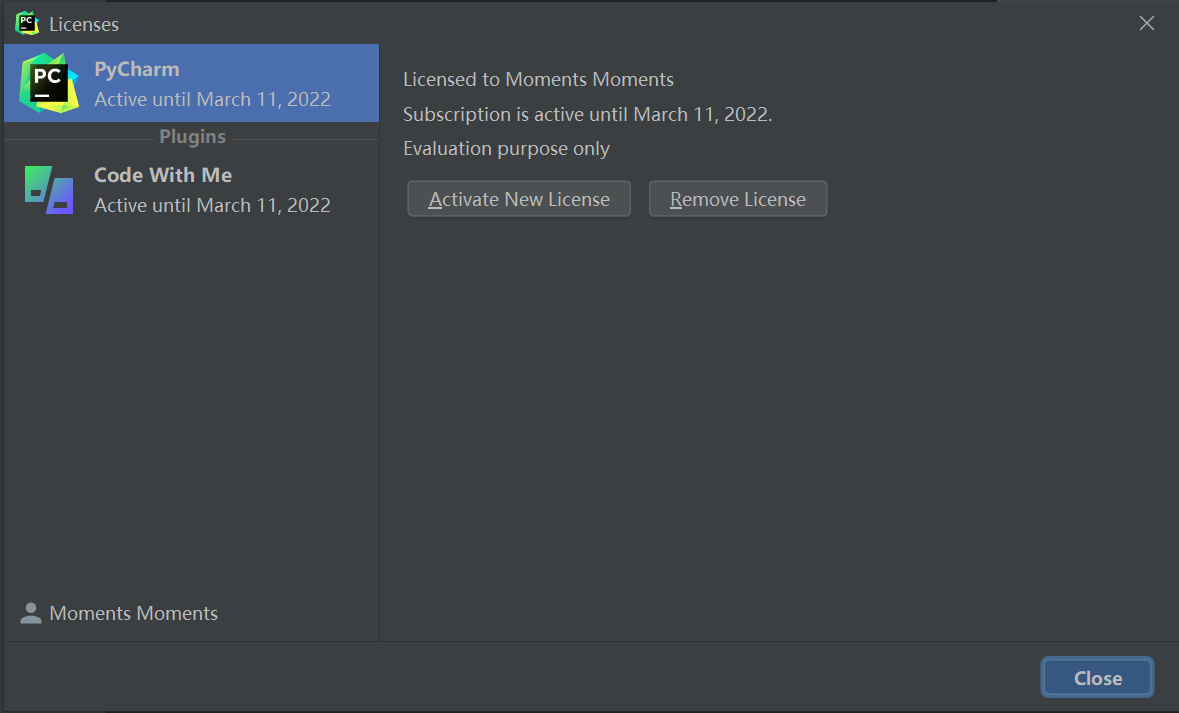 PC
Licenses
PC
PyCharm
Active until March 11, 2022
Plugins
Code With Me
Active until March 11, 2022
Moments Moments
Licensed to Moments Moments
Subscription is active until March 11, 2022.
Evaluation purpose only
Activate New License
Remove License
Close